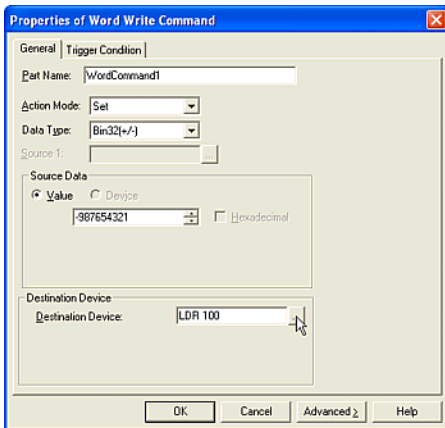 Properties of Word Write Command
General Trigger Condition
Part Name: WordCommand1
Action Mode: Set
Data Type: Bin32(+/-)
Source 1: ...
Source Data
Value Device
-987654321 Hexadecimal
Destination Device
Destination Device: LDR 100 ...
OK Cancel Advanced > Help